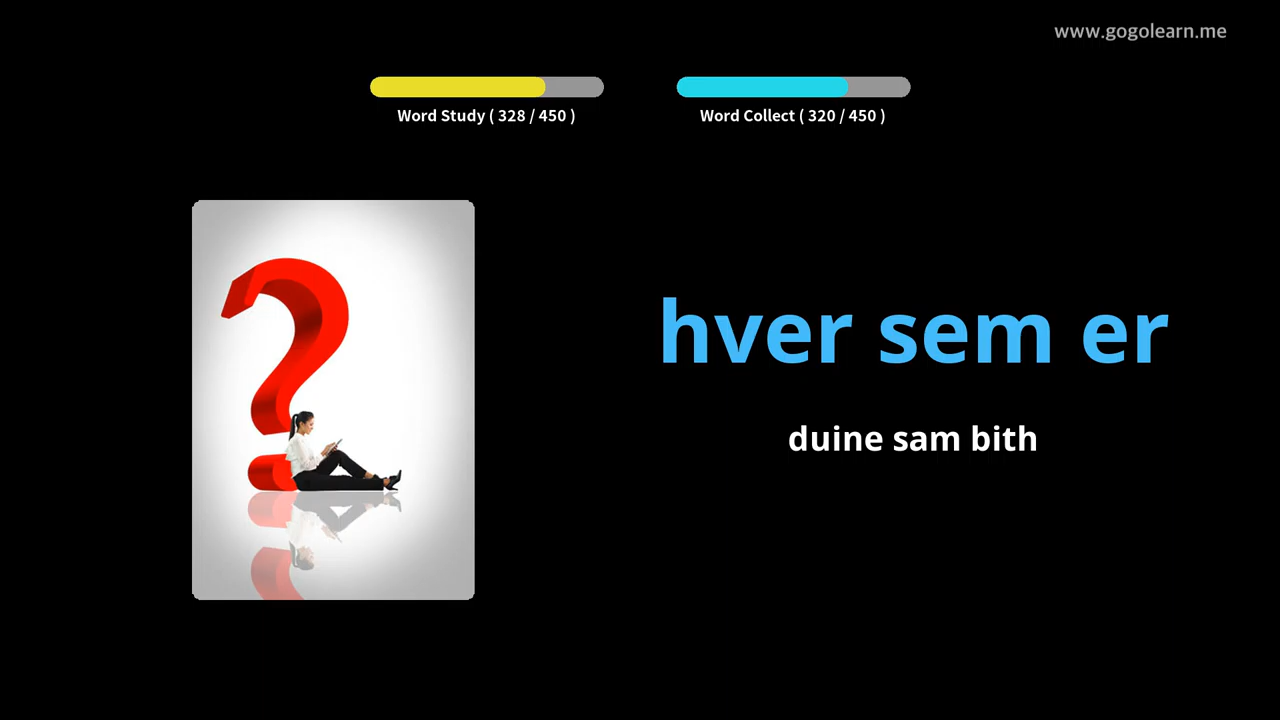 www.gogolearn.me
Word Study ( 328 / 450 )
Word Collect ( 320 / 450 )
hver sem er
duine sam bith